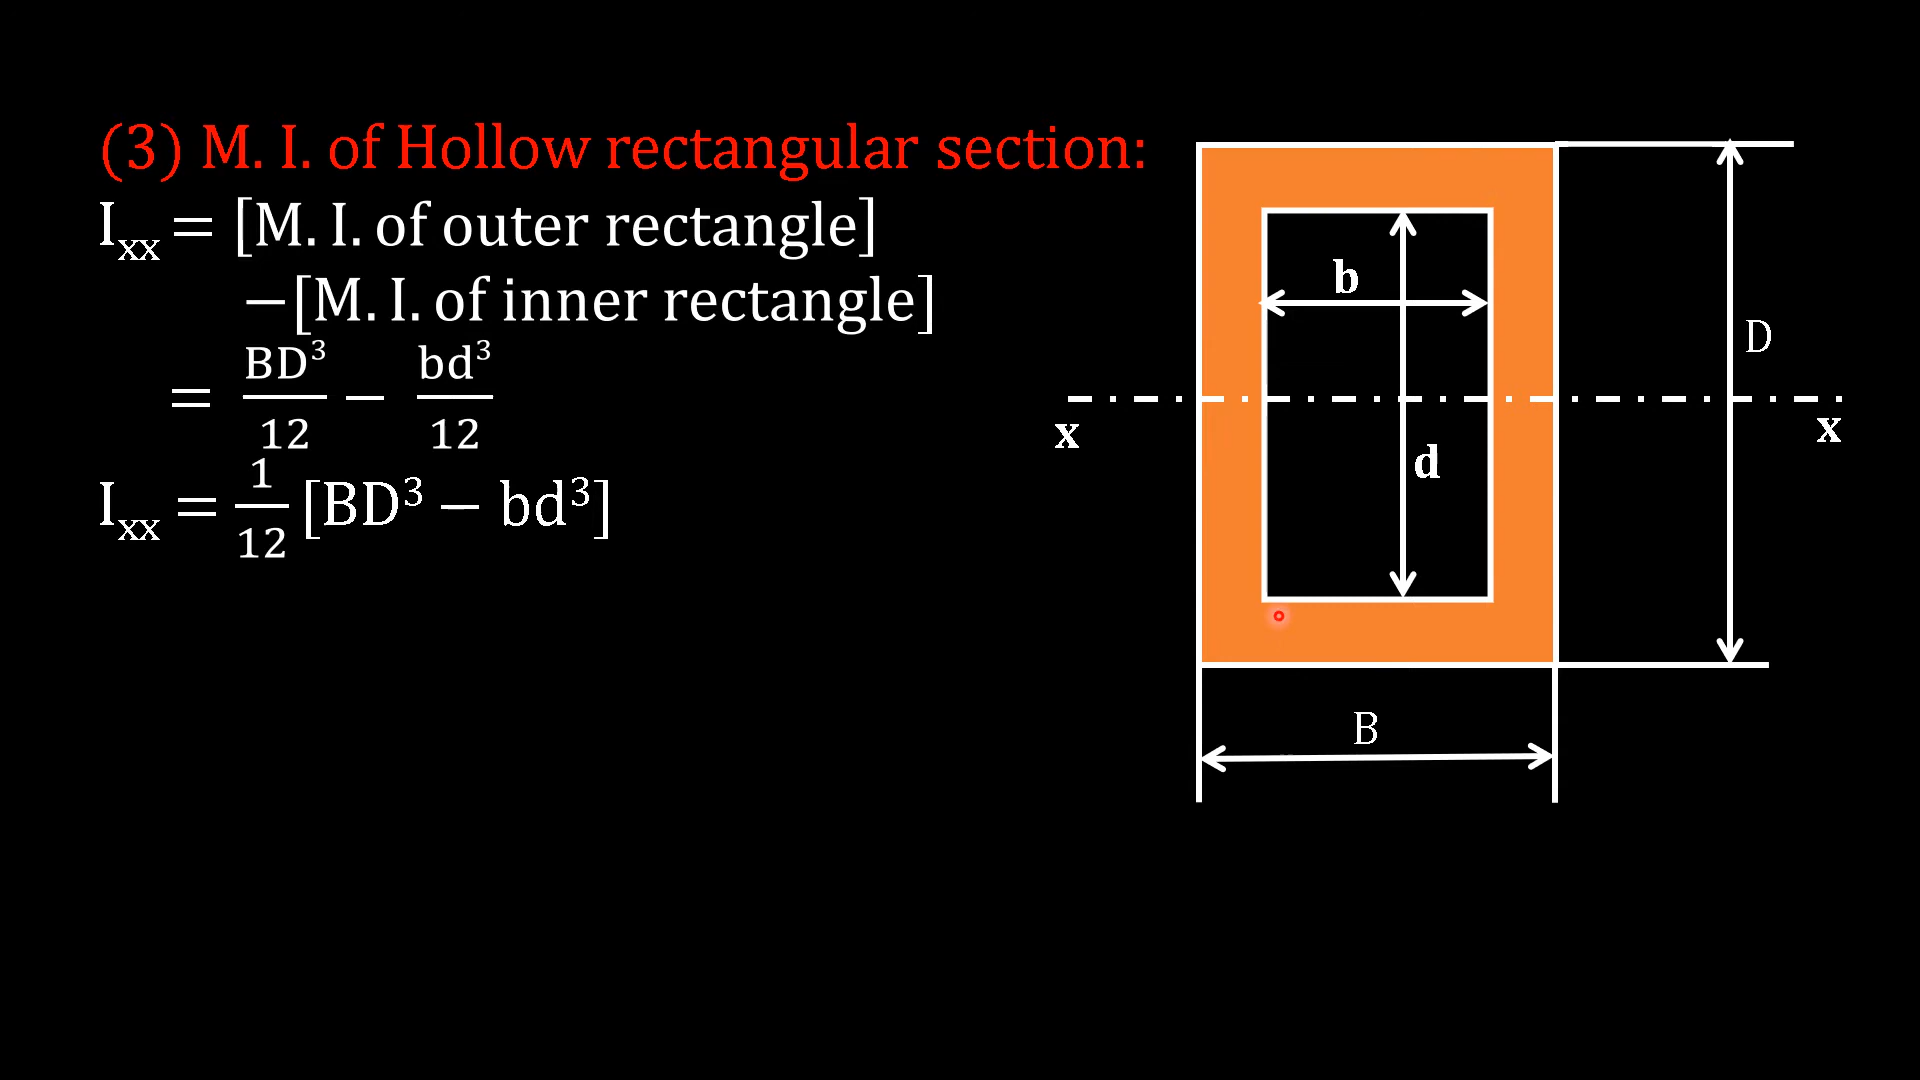 (3) M. I. of Hollow rectangular section:
Iₓₓ = [M. I. of outer rectangle]
−[M. I. of inner rectangle]
= BD³/12 − bd³/12
Iₓₓ = 1/12 [BD³ − bd³]
b
D
x
x
d
B